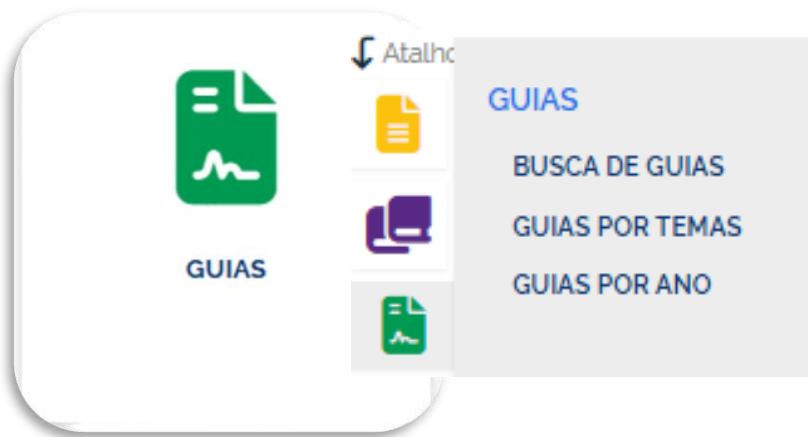 GUIAS
Atalho
GUIAS
BUSCA DE GUIAS
GUIAS POR TEMAS
GUIAS POR ANO